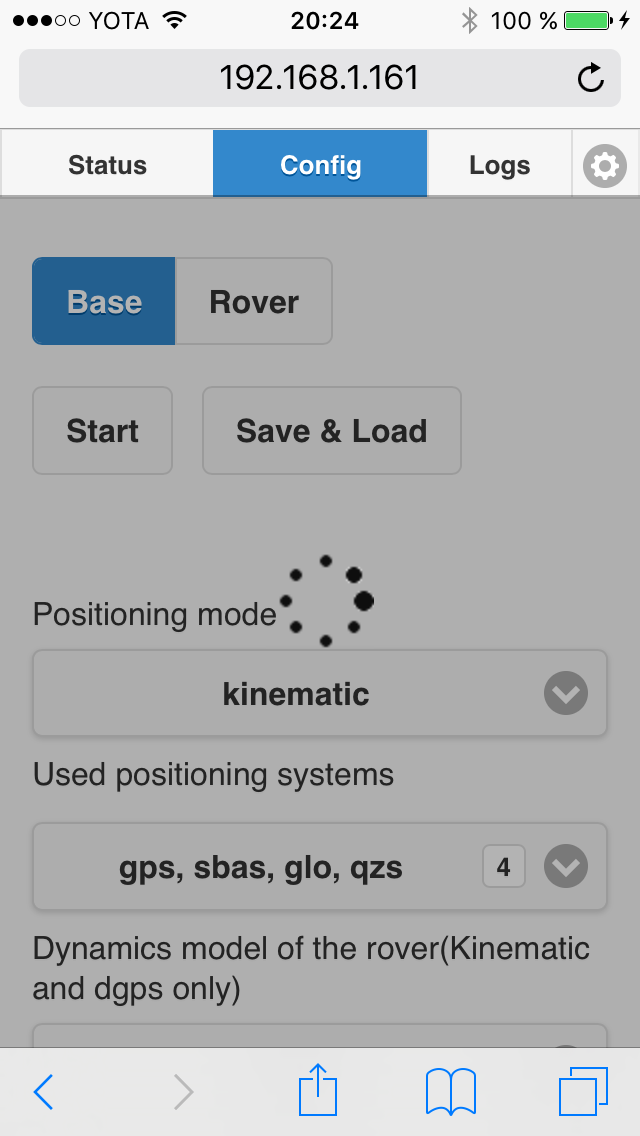 YOTA 20:24 100 %
192.168.1.161
Status Config Logs
Base Rover
Start Save & Load
Positioning mode
kinematic
Used positioning systems
gps, sbas, glo, qzs 4
Dynamics model of the rover(Kinematic
and dgps only)